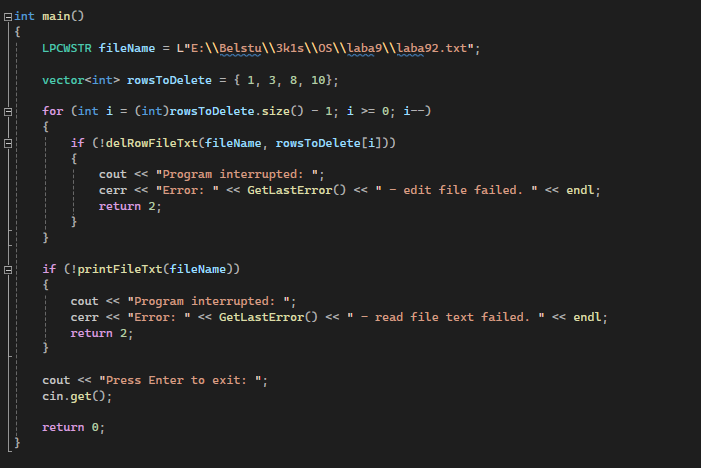 int main()
{
LPCWSTR fileName = L"E:\\Belstu\\3k1s\\OS\\laba9\\laba92.txt";
vector<int> rowsToDelete = { 1, 3, 8, 10};
for (int i = (int)rowsToDelete.size() - 1; i >= 0; i--)
{
if (!delRowFileTxt(fileName, rowsToDelete[i]))
{
cout << "Program interrupted: ";
cerr << "Error: " << GetLastError() << " - edit file failed. " << endl;
return 2;
}
}
if (!printFileTxt(fileName))
{
cout << "Program interrupted: ";
cerr << "Error: " << GetLastError() << " - read file text failed. " << endl;
return 2;
}
cout << "Press Enter to exit: ";
cin.get();
return 0;
}